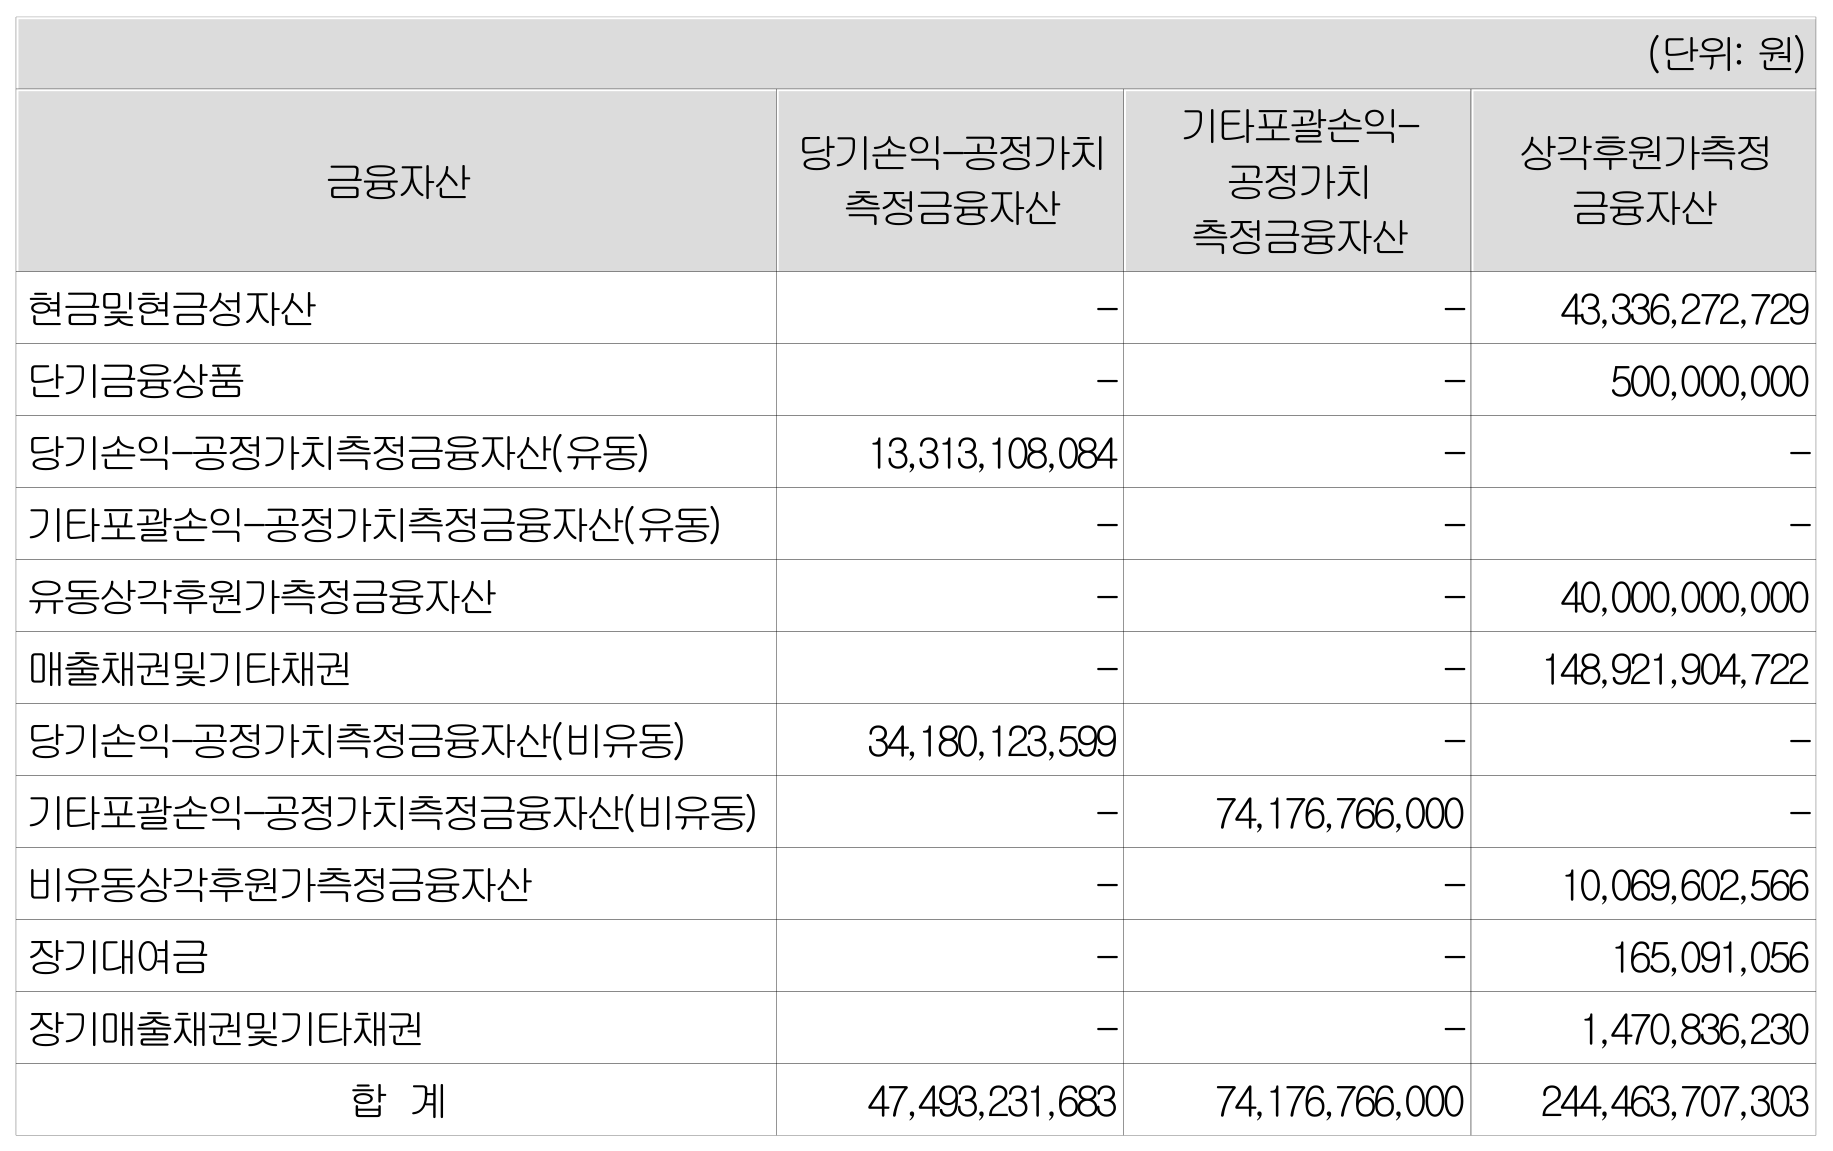 (단위: 원)
금융자산 당기손익-공정가치 측정금융자산 기타포괄손익-공정가치 측정금융자산 상각후원가측정 금융자산
현금및현금성자산 - - 43,336,272,729
단기금융상품 - - 500,000,000
당기손익-공정가치측정금융자산(유동) 13,313,108,084 - -
기타포괄손익-공정가치측정금융자산(유동) - - -
유동상각후원가측정금융자산 - - 40,000,000,000
매출채권및기타채권 - - 148,921,904,722
당기손익-공정가치측정금융자산(비유동) 34,180,123,599 - -
기타포괄손익-공정가치측정금융자산(비유동) - 74,176,766,000 -
비유동상각후원가측정금융자산 - - 10,069,602,566
장기대여금 - - 165,091,056
장기매출채권및기타채권 - - 1,470,836,230
합 계 47,493,231,683 74,176,766,000 244,463,707,303